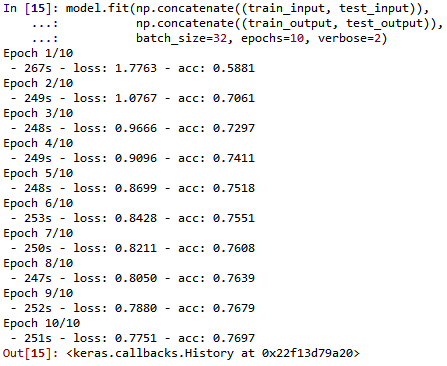 In [15]: model.fit(np.concatenate((train_input, test_input)),
    ...:           np.concatenate((train_output, test_output)),
    ...:           batch_size=32, epochs=10, verbose=2)
Epoch 1/10
 - 267s - loss: 1.7763 - acc: 0.5881
Epoch 2/10
 - 249s - loss: 1.0767 - acc: 0.7061
Epoch 3/10
 - 248s - loss: 0.9666 - acc: 0.7297
Epoch 4/10
 - 249s - loss: 0.9096 - acc: 0.7411
Epoch 5/10
 - 248s - loss: 0.8699 - acc: 0.7518
Epoch 6/10
 - 253s - loss: 0.8428 - acc: 0.7551
Epoch 7/10
 - 250s - loss: 0.8211 - acc: 0.7608
Epoch 8/10
 - 247s - loss: 0.8050 - acc: 0.7639
Epoch 9/10
 - 252s - loss: 0.7880 - acc: 0.7679
Epoch 10/10
 - 251s - loss: 0.7751 - acc: 0.7697
Out[15]: <keras.callbacks.History at 0x22f13d79a20>